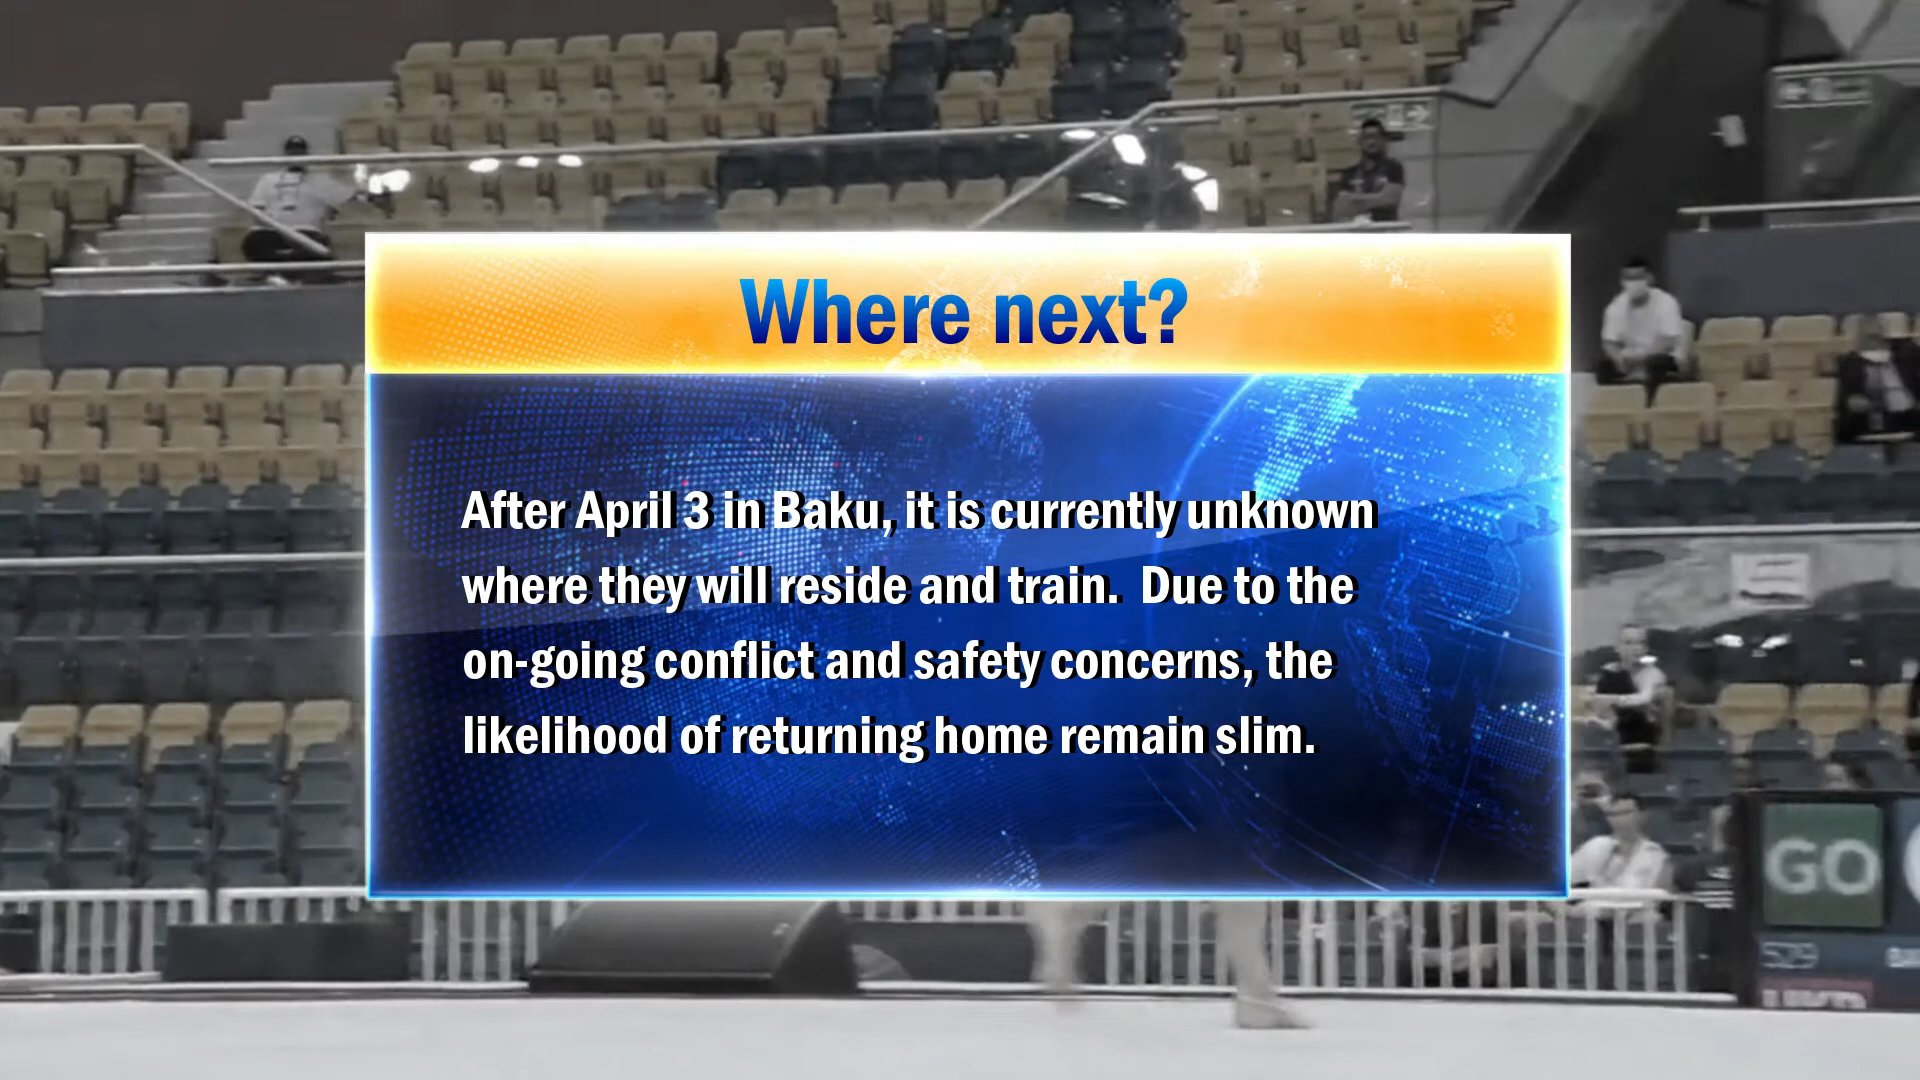 Where next?
After April 3 in Baku, it is currently unknown
where they will reside and train.  Due to the
on-going conflict and safety concerns, the
likelihood of returning home remain slim.
GO
529